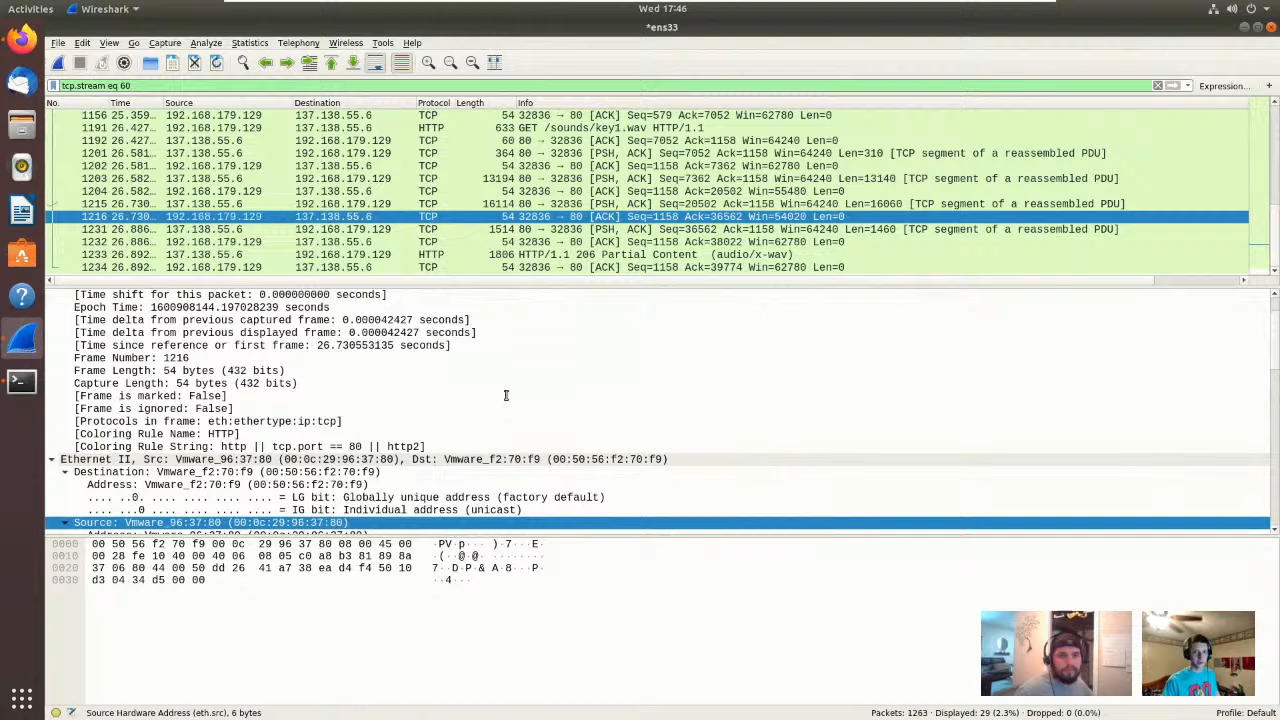 Activities Wireshark Wed 17:46
*ens33
File Edit View Go Capture Analyze Statistics Telephony Wireless Tools Help
tcp.stream eq 60 Expression... +
No. Time Source Destination Protocol Length Info
1156 25.359… 192.168.179.129 137.138.55.6 TCP 54 32836 → 80 [ACK] Seq=579 Ack=7052 Win=62780 Len=0
1191 26.427… 192.168.179.129 137.138.55.6 HTTP 633 GET /sounds/key1.wav HTTP/1.1
1192 26.427… 137.138.55.6 192.168.179.129 TCP 60 80 → 32836 [ACK] Seq=7052 Ack=1158 Win=64240 Len=0
1201 26.581… 137.138.55.6 192.168.179.129 TCP 364 80 → 32836 [PSH, ACK] Seq=7052 Ack=1158 Win=64240 Len=310 [TCP segment of a reassembled PDU]
1202 26.582… 192.168.179.129 137.138.55.6 TCP 54 32836 → 80 [ACK] Seq=1158 Ack=7362 Win=62780 Len=0
1203 26.582… 137.138.55.6 192.168.179.129 TCP 13194 80 → 32836 [PSH, ACK] Seq=7362 Ack=1158 Win=64240 Len=13140 [TCP segment of a reassembled PDU]
1204 26.582… 192.168.179.129 137.138.55.6 TCP 54 32836 → 80 [ACK] Seq=1158 Ack=20502 Win=55480 Len=0
1215 26.730… 137.138.55.6 192.168.179.129 TCP 16114 80 → 32836 [PSH, ACK] Seq=20502 Ack=1158 Win=64240 Len=16060 [TCP segment of a reassembled PDU]
1216 26.730… 192.168.179.129 137.138.55.6 TCP 54 32836 → 80 [ACK] Seq=1158 Ack=36562 Win=54020 Len=0
1231 26.886… 137.138.55.6 192.168.179.129 TCP 1514 80 → 32836 [PSH, ACK] Seq=36562 Ack=1158 Win=64240 Len=1460 [TCP segment of a reassembled PDU]
1232 26.886… 192.168.179.129 137.138.55.6 TCP 54 32836 → 80 [ACK] Seq=1158 Ack=38022 Win=62780 Len=0
1233 26.892… 137.138.55.6 192.168.179.129 HTTP 1806 HTTP/1.1 206 Partial Content (audio/x-wav)
1234 26.892… 192.168.179.129 137.138.55.6 TCP 54 32836 → 80 [ACK] Seq=1158 Ack=39774 Win=62780 Len=0
[Time shift for this packet: 0.000000000 seconds]
Epoch Time: 1600908144.197028239 seconds
[Time delta from previous captured frame: 0.000042427 seconds]
[Time delta from previous displayed frame: 0.000042427 seconds]
[Time since reference or first frame: 26.730553135 seconds]
Frame Number: 1216
Frame Length: 54 bytes (432 bits)
Capture Length: 54 bytes (432 bits)
[Frame is marked: False]
[Frame is ignored: False]
[Protocols in frame: eth:ethertype:ip:tcp]
[Coloring Rule Name: HTTP]
[Coloring Rule String: http || tcp.port == 80 || http2]
Ethernet II, Src: Vmware_96:37:80 (00:0c:29:96:37:80), Dst: Vmware_f2:70:f9 (00:50:56:f2:70:f9)
Destination: Vmware_f2:70:f9 (00:50:56:f2:70:f9)
Address: Vmware_f2:70:f9 (00:50:56:f2:70:f9)
.... ..0. .... .... .... .... = LG bit: Globally unique address (factory default)
.... ...0 .... .... .... .... = IG bit: Individual address (unicast)
Source: Vmware_96:37:80 (00:0c:29:96:37:80)
Address: Vmware_96:37:80 (00:0c:29:96:37:80)
0000 00 50 56 f2 70 f9 00 0c 29 96 37 80 08 00 45 00 ·PV·p··· )·7···E·
0010 00 28 fe 10 40 00 40 06 08 05 c0 a8 b3 81 89 8a ·(··@·@· ········
0020 37 06 80 44 00 50 dd 26 41 a7 38 ea d4 f4 50 10 7··D·P·& A·8···P·
0030 d3 04 34 d5 00 00 ··4···
Source Hardware Address (eth.src), 6 bytes Packets: 1263 · Displayed: 29 (2.3%) · Dropped: 0 (0.0%) Profile: Default